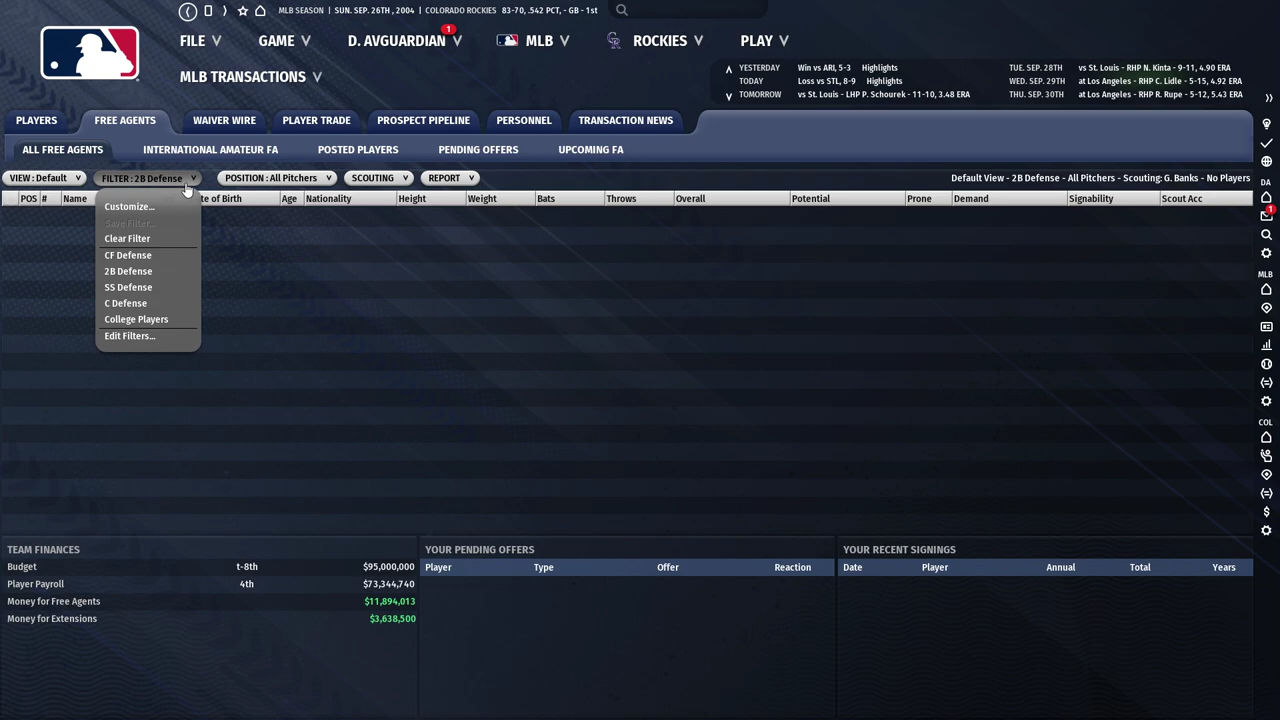 MLB SEASON | SUN. SEP. 26TH , 2004 | COLORADO ROCKIES 83-70, .542 PCT, - GB - 1st
FILE GAME D. AVGUARDIAN 1 MLB CR ROCKIES PLAY
MLB TRANSACTIONS
YESTERDAY Win vs ARI, 5-3 Highlights TUE. SEP. 28TH vs St. Louis - RHP N. Kinta - 9-11, 4.90 ERA
TODAY Loss vs STL, 8-9 Highlights WED. SEP. 29TH at Los Angeles - RHP C. Lidle - 5-15, 4.92 ERA
TOMORROW vs St. Louis - LHP P. Schourek - 11-10, 3.48 ERA THU. SEP. 30TH at Los Angeles - RHP R. Rupe - 5-12, 5.43 ERA
PLAYERS FREE AGENTS WAIVER WIRE PLAYER TRADE PROSPECT PIPELINE PERSONNEL TRANSACTION NEWS
ALL FREE AGENTS INTERNATIONAL AMATEUR FA POSTED PLAYERS PENDING OFFERS UPCOMING FA
VIEW : Default FILTER : 2B Defense POSITION : All Pitchers SCOUTING REPORT Default View - 2B Defense - All Pitchers - Scouting: G. Banks - No Players
POS # Name te of Birth Age Nationality Height Weight Bats Throws Overall Potential Prone Demand Signability Scout Acc
Customize...
Save Filter...
Clear Filter
CF Defense
2B Defense
SS Defense
C Defense
College Players
Edit Filters...
DA
1
MLB
COL
$
TEAM FINANCES
Budget t-8th $95,000,000
Player Payroll 4th $73,344,740
Money for Free Agents $11,894,013
Money for Extensions $3,638,500
YOUR PENDING OFFERS
Player Type Offer Reaction
YOUR RECENT SIGNINGS
Date Player Annual Total Years